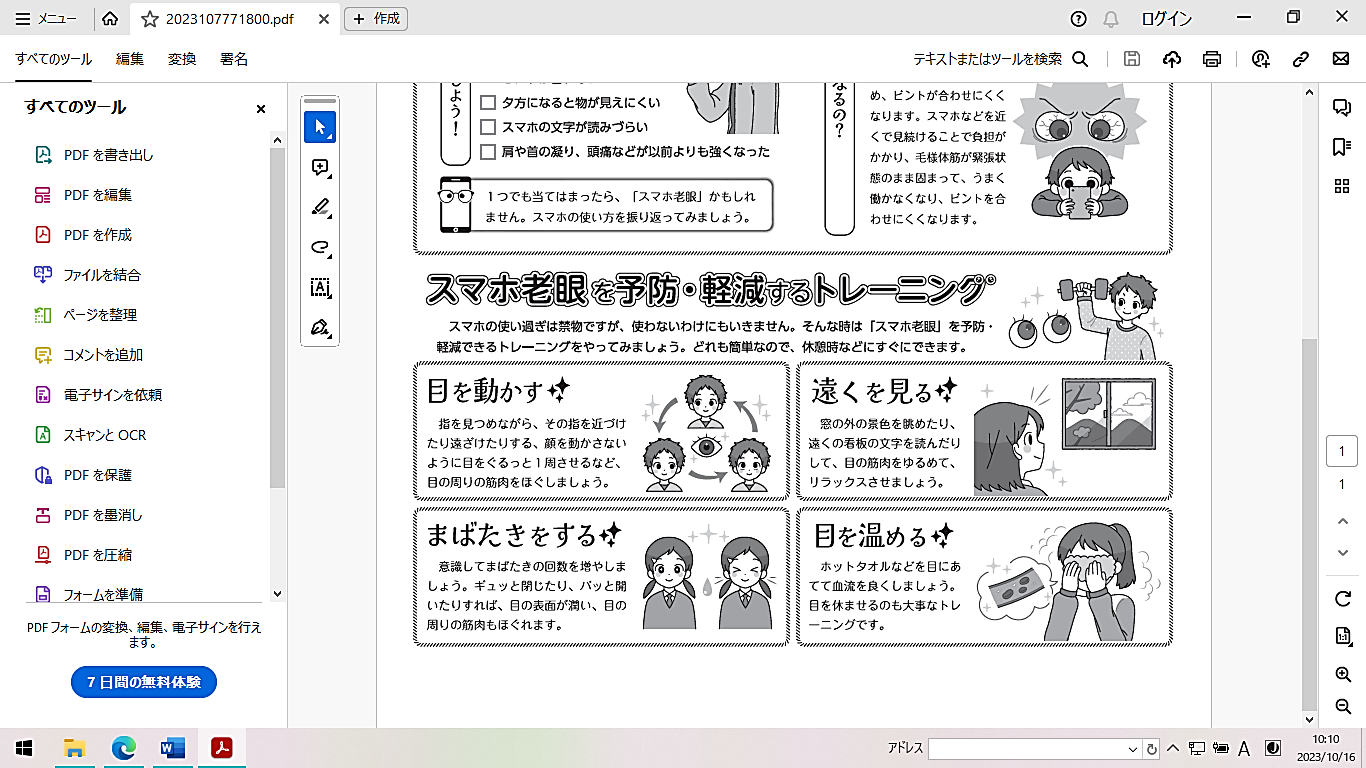 メニュー
2023107771800.pdf
作成
ログイン
すべてのツール
編集
変換
署名
テキストまたはツールを検索
すべてのツール
PDF を書き出し
PDF を編集
PDF を作成
ファイルを結合
ページを整理
コメントを追加
電子サインを依頼
スキャンと OCR
PDF を保護
PDF を墨消し
PDF を圧縮
フォームを準備
PDF フォームの変換、編集、電子サインを行え
ます。
7 日間の無料体験
しよう!
夕方になると物が見えにくい
スマホの文字が読みづらい
肩や首の凝り、頭痛などが以前よりも強くなった
1つでも当てはまったら、「スマホ老眼」かもしれ
ません。スマホの使い方を振り返ってみましょう。
なるの?
め、ピントが合わせにくく
なります。スマホなどを近
くで見続けることで負担が
かかり、毛様体筋が緊張状
態のまま固まって、うまく
働かなくなり、ピントを合
わせにくくなります。
スマホ老眼を予防・軽減するトレーニング
スマホの使い過ぎは禁物ですが、使わないわけにもいきません。そんな時は「スマホ老眼」を予防・
軽減できるトレーニングをやってみましょう。どれも簡単なので、休憩時などにすぐにできます。
目を動かす
指を見つめながら、その指を近づけ
たり遠ざけたりする、顔を動かさない
ように目をぐるっと1周させるなど、
目の周りの筋肉をほぐしましょう。
遠くを見る
窓の外の景色を眺めたり、
遠くの看板の文字を読んだり
して、目の筋肉をゆるめて、
リラックスさせましょう。
まばたきをする
意識してまばたきの回数を増やしま
しょう。ギュッと閉じたり、パッと開
いたりすれば、目の表面が潤い、目の
周りの筋肉もほぐれます。
目を温める
ホットタオルなどを目にあ
てて血流を良くしましょう。
目を休ませるのも大事なトレ
ーニングです。
1
1
アドレス
A
10:10
2023/10/16